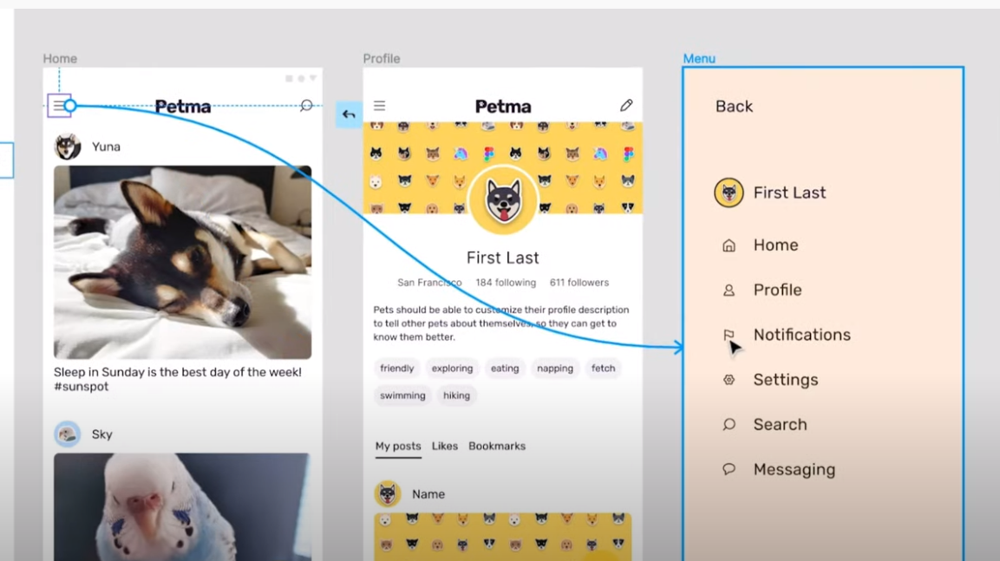 Home
Petma
Yuna
Sleep in Sunday is the best day of the week!
#sunspot
Sky
Profile
Petma
First Last
San Francisco 184 following 611 followers
Pets should be able to customize their profile description
to tell other pets about themselves, so they can get to
know them better.
friendly exploring eating napping fetch
swimming hiking
My posts Likes Bookmarks
Name
Menu
Back
First Last
Home
Profile
Notifications
Settings
Search
Messaging